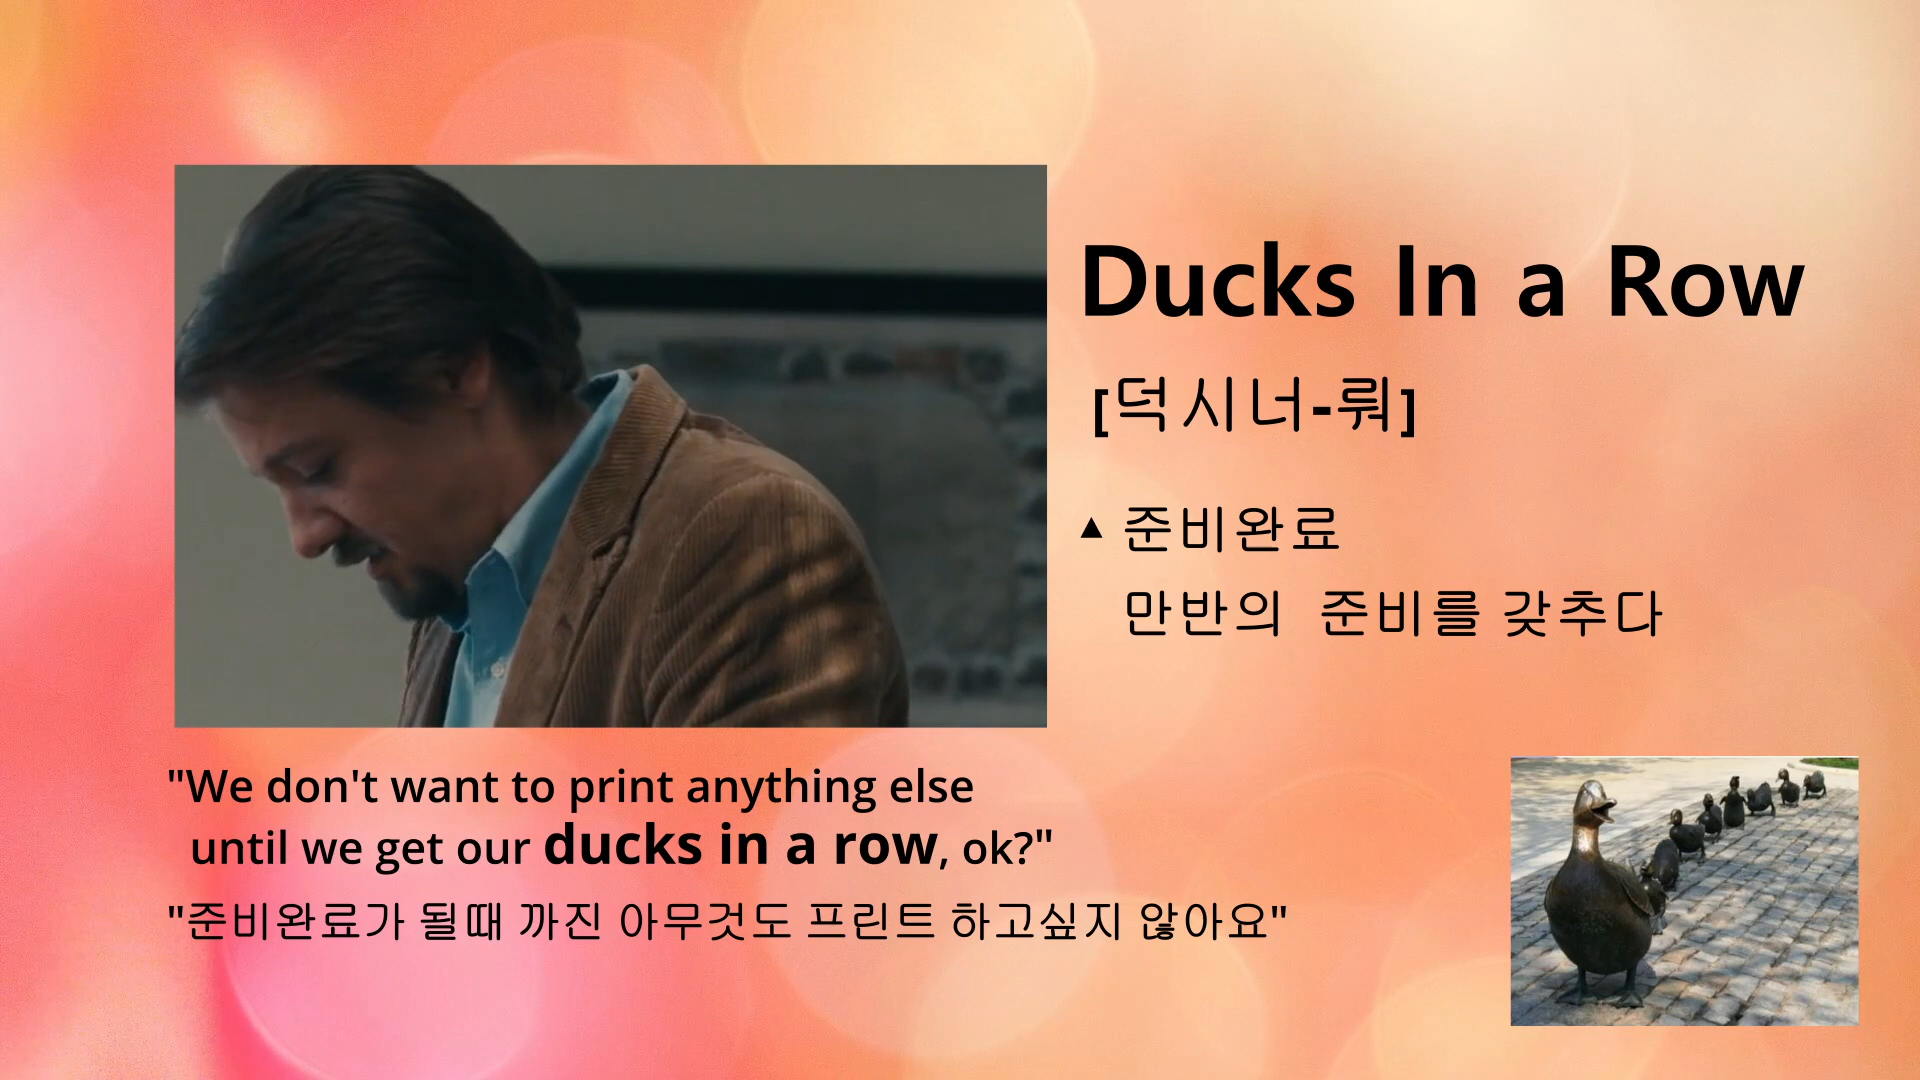 Ducks In a Row
[덕시너-뤄]
▲ 준비완료
만반의 준비를 갖추다
"We don't want to print anything else
until we get our ducks in a row, ok?"
"준비완료가 될때 까진 아무것도 프린트 하고싶지 않아요"